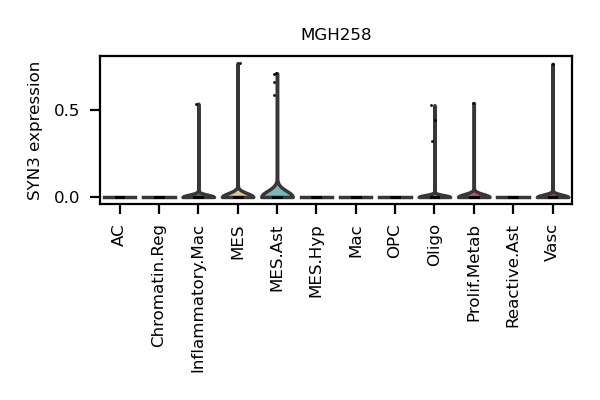 MGH258
SYN3 expression
0.5
0.0
AC
Chromatin.Reg
Inflammatory.Mac
MES
MES.Ast
MES.Hyp
Mac
OPC
Oligo
Prolif.Metab
Reactive.Ast
Vasc